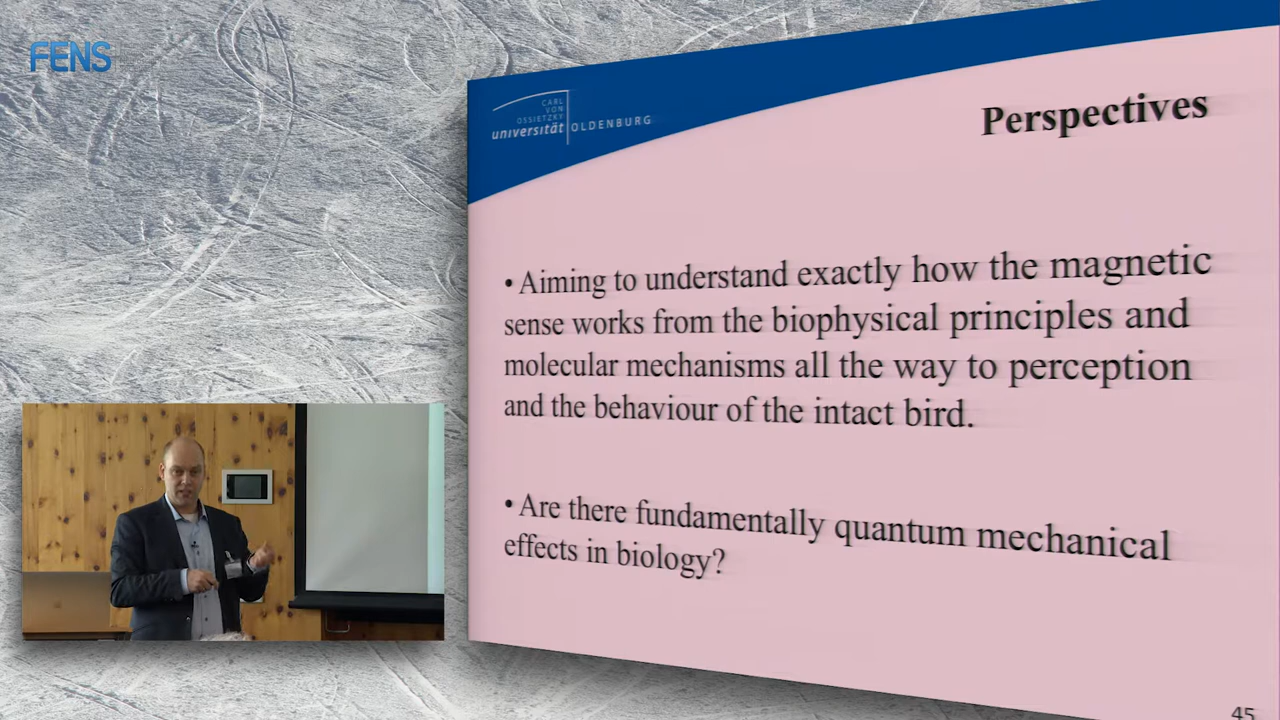 FENS
CARL
VON
OSSIETZKY
universität OLDENBURG
Perspectives
• Aiming to understand exactly how the magnetic
sense works from the biophysical principles and
molecular mechanisms all the way to perception
and the behaviour of the intact bird.
• Are there fundamentally quantum mechanical
effects in biology?
45